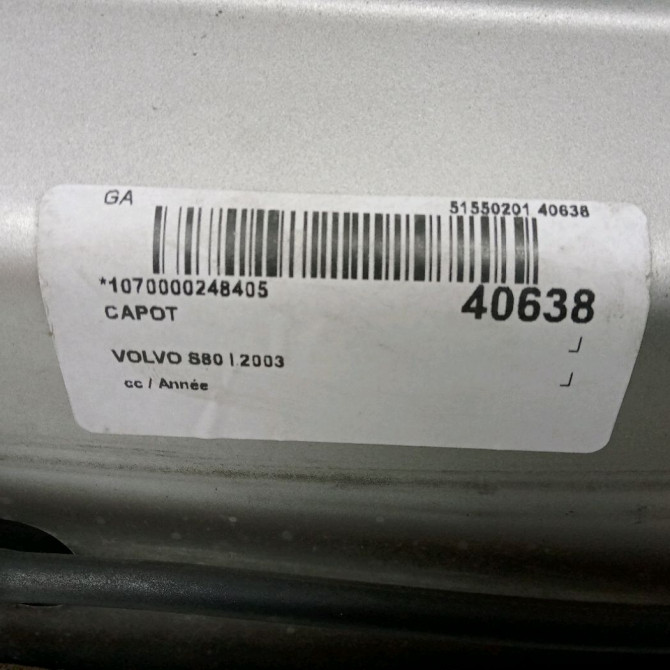 GA
51550201 40638
*1070000248405
40638
CAPOT
VOLVO S80 I 2003
cc / Année